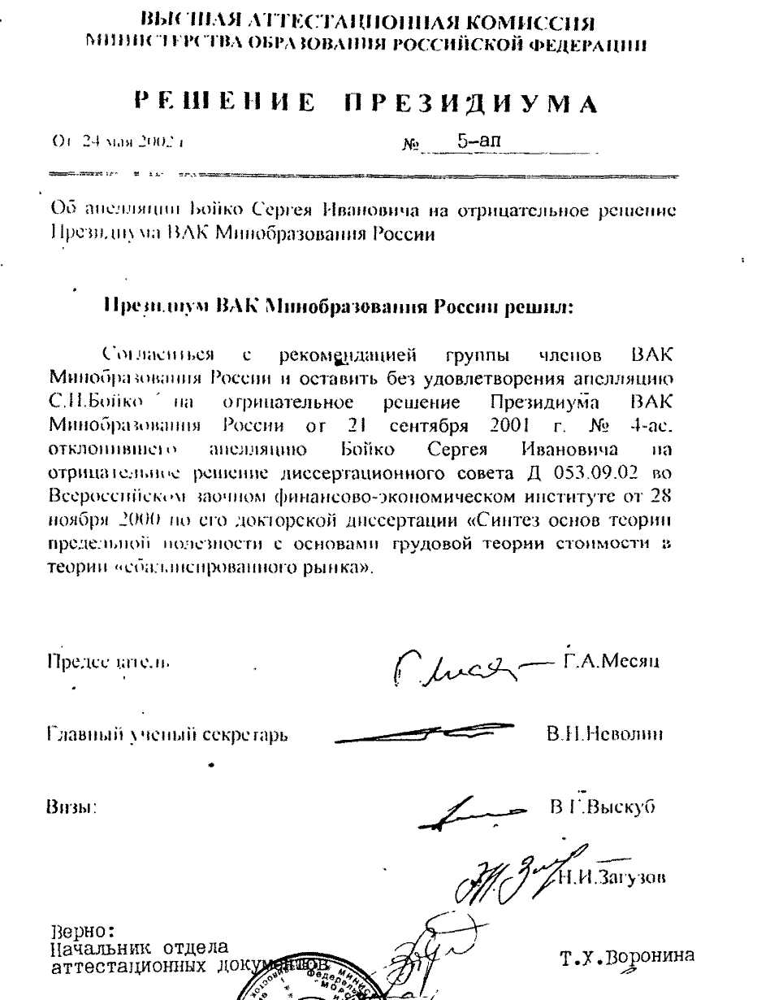 ВЫСШАЯ АТТЕСТАЦИОННАЯ КОМИССИЯ
МИНИСТЕРСТВА ОБРАЗОВАНИЯ РОССИЙСКОЙ ФЕДЕРАЦИИ
РЕШЕНИЕ ПРЕЗИДИУМА
От 24 мая 2002 г № 5-ап
Об апелляции Бойко Сергея Ивановича на отрицательное решение
Президиума ВАК Минобразования России
Президиум ВАК Минобразования России решил:
Согласиться с рекомендацией группы членов ВАК
Минобразования России и оставить без удовлетворения апелляцию
С.И.Бойко на отрицательное решение Президиума ВАК
Минобразования России от 21 сентября 2001 г. № 4-ас,
отклонившего апелляцию Бойко Сергея Ивановича на
отрицательное решение диссертационного совета Д 053.09.02 во
Всероссийском заочном финансово-экономическом институте от 28
ноября 2000 по его докторской диссертации «Синтез основ теории
предельной полезности с основами трудовой теории стоимости в
теории «сбалансированного рынка».
Председатель Г.А.Месяц
Главный ученый секретарь В.Н.Неволин
Визы: В Г.Выскуб
Н.И.Загузов
Верно:
Начальник отдела
аттестационных документов Т.Х.Воронина